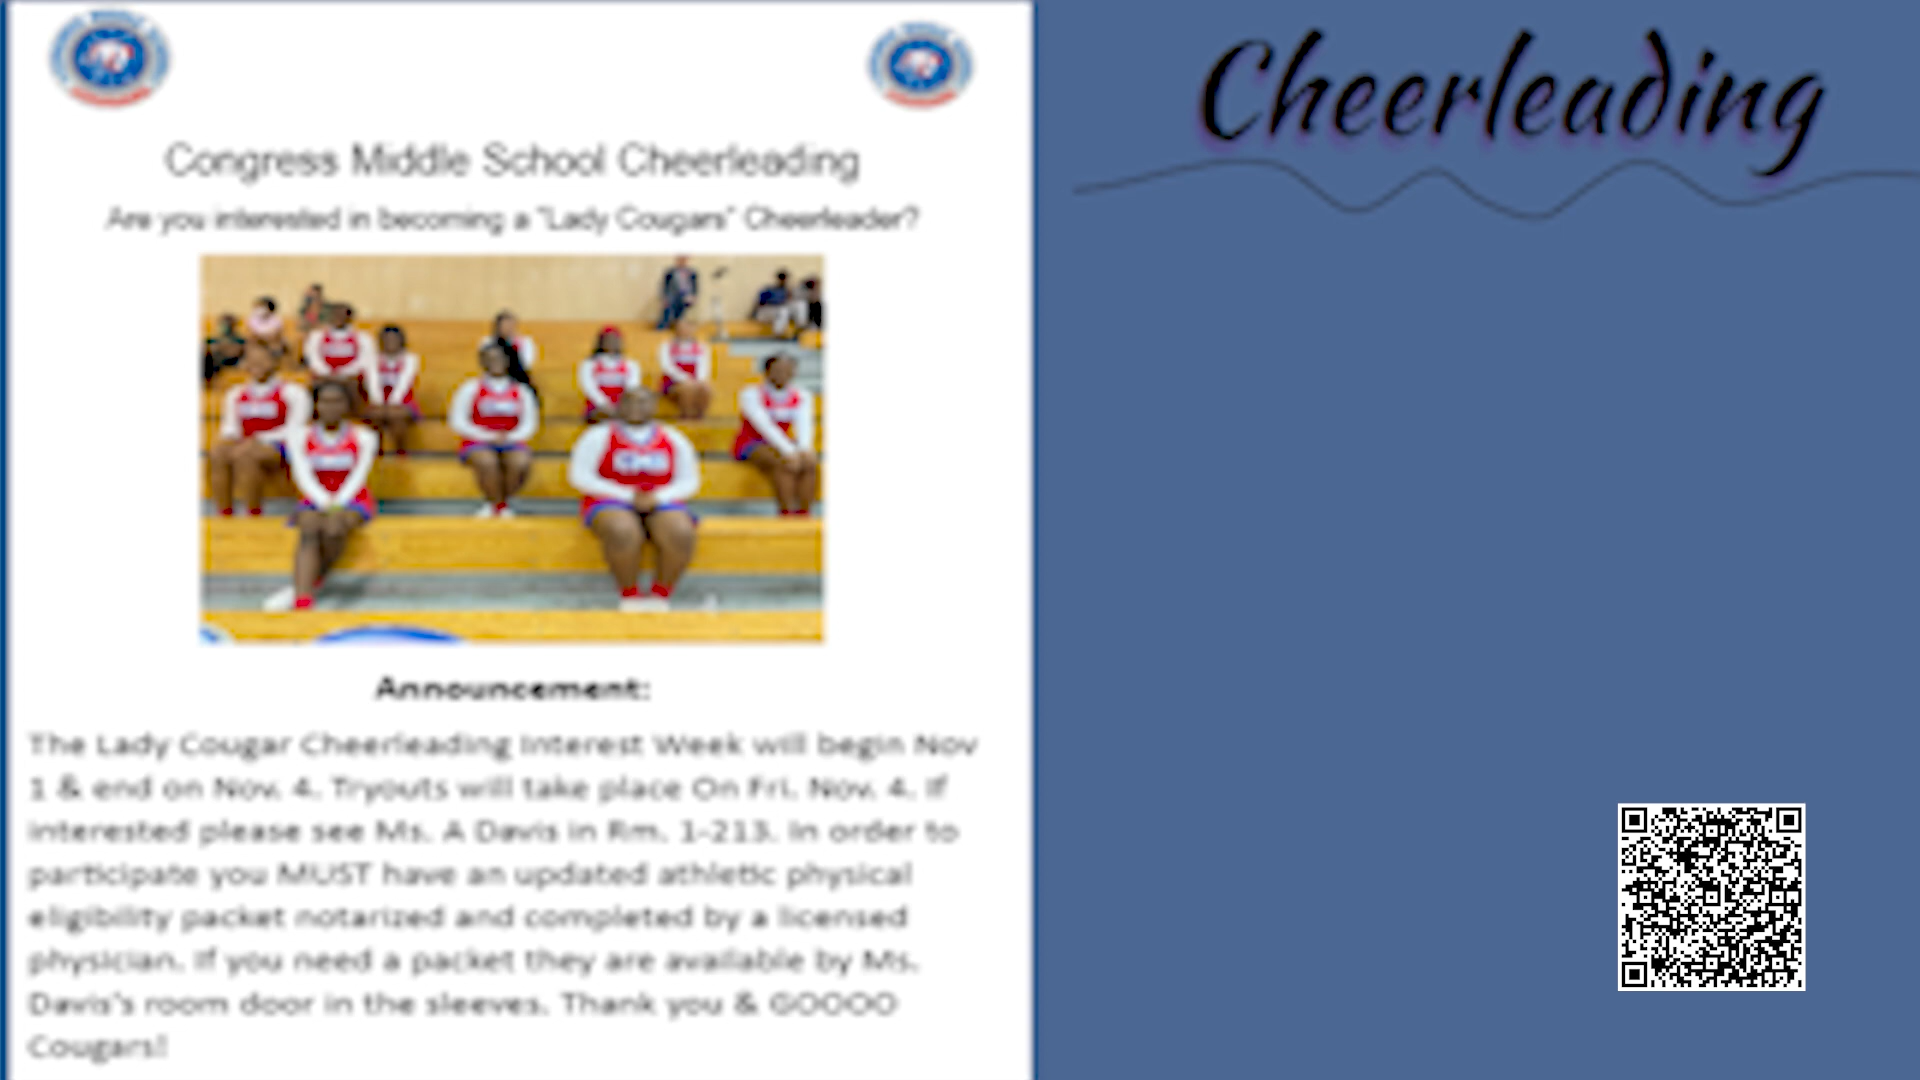 Congress Middle School Cheerleading
Are you interested in becoming a "Lady Cougars" Cheerleader?
CMS
Announcement:
The Lady Cougar Cheerleading Interest Week will begin Nov
1 & end on Nov. 4. Tryouts will take place On Fri. Nov. 4. If
interested please see Ms. A Davis in Rm. 1-213. In order to
participate you MUST have an updated athletic physical
eligibility packet notarized and completed by a licensed
physician. If you need a packet they are available by Ms.
Davis's room door in the sleeves. Thank you & GOOOO
Cougars!
Cheerleading